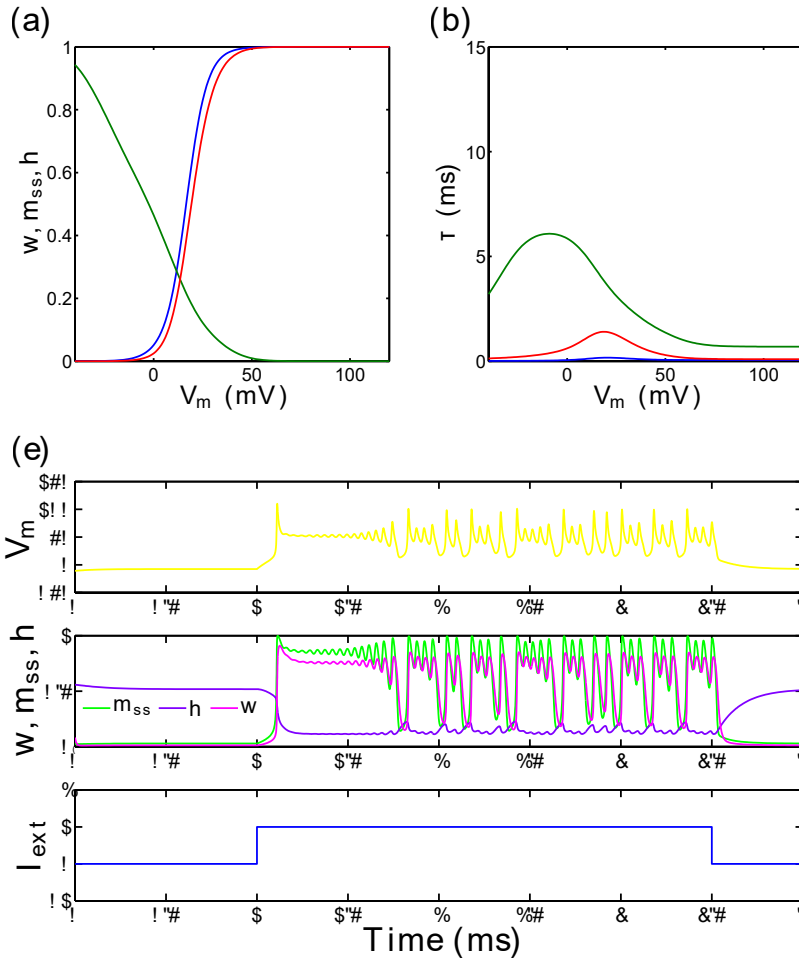 (a)
(b)
1
0.8
0.6
0.4
0.2
0
w, mss, h
0
50
100
Vm (mV)
15
10
5
0
τ (ms)
0
50
100
Vm (mV)
(e)
$#!
$!!
#!
!
!#!
Vm
! !"# $ $"# % %"# & &"#
$
!"#
!
w, mss, h
mss h w
! !"# $ $"# % %"# & &"#
%
$
!
!$
Iext
! !"# $ $"# % %"# & &"#
Time (ms)